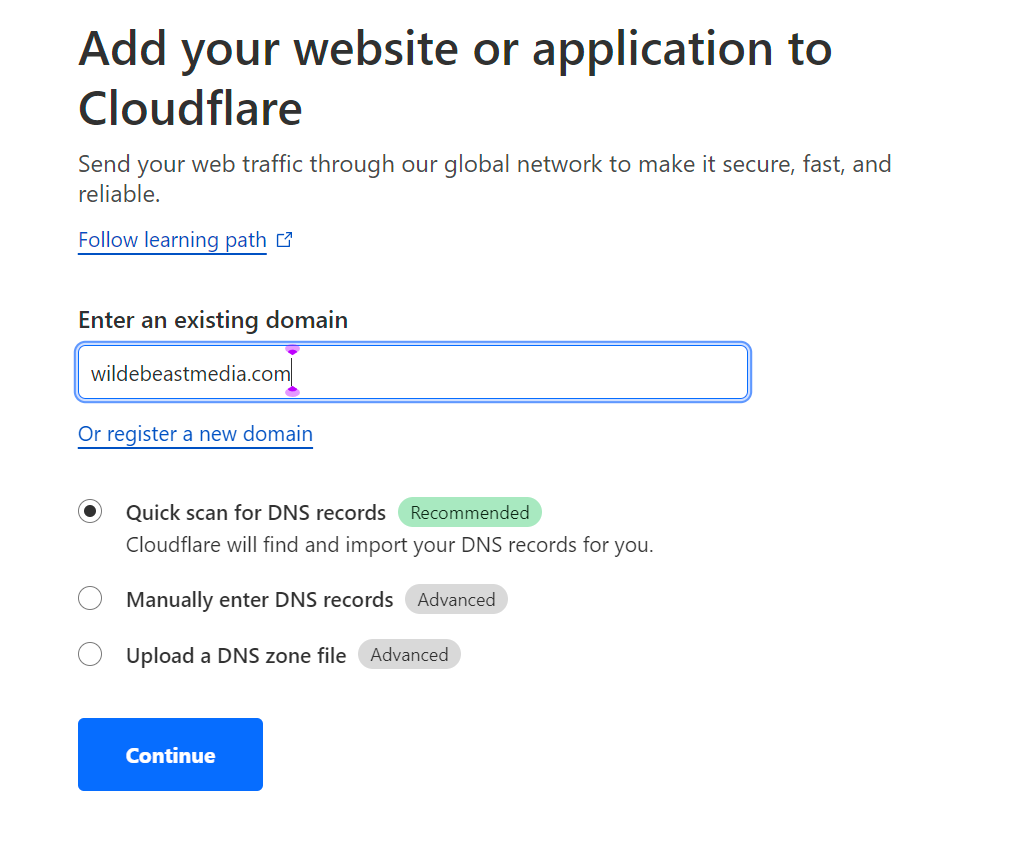 Add your website or application to
Cloudflare
Send your web traffic through our global network to make it secure, fast, and
reliable.
Follow learning path
Enter an existing domain
wildebeastmedia.com
Or register a new domain
Quick scan for DNS records Recommended
Cloudflare will find and import your DNS records for you.
Manually enter DNS records Advanced
Upload a DNS zone file Advanced
Continue